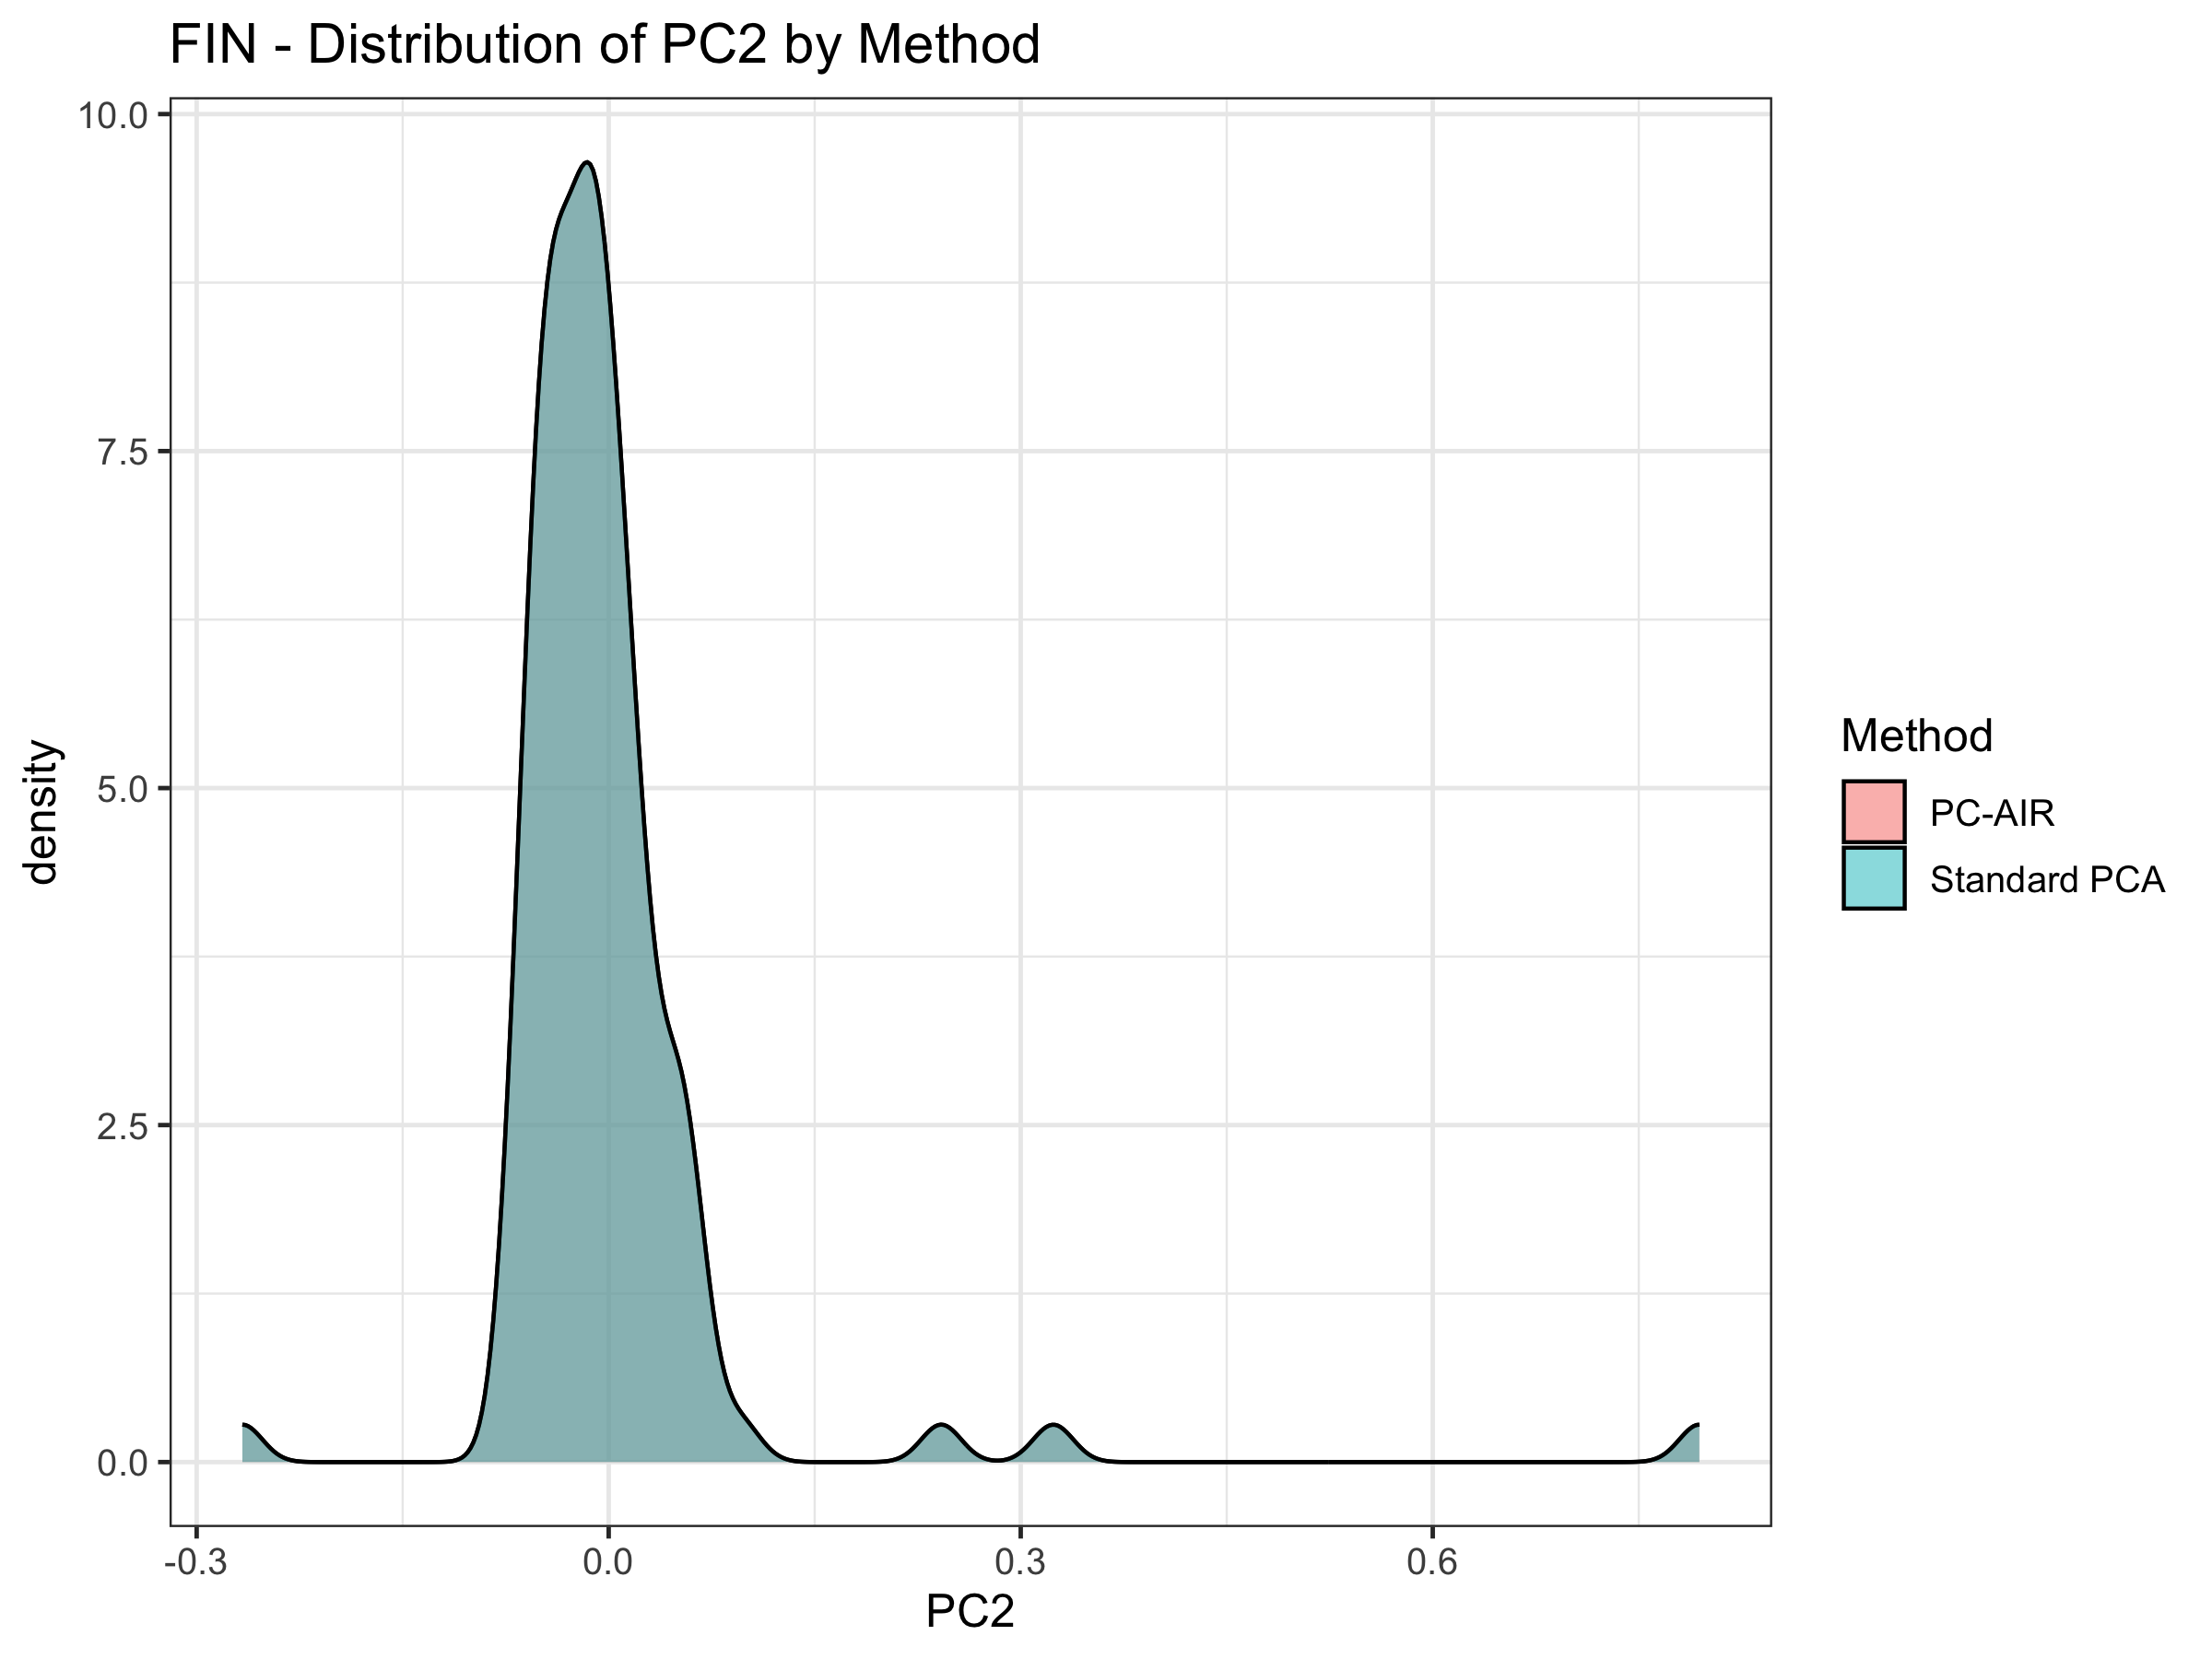 FIN - Distribution of PC2 by Method
10.0
7.5
5.0
2.5
0.0
density
-0.3
0.0
0.3
0.6
PC2
Method
PC-AIR
Standard PCA